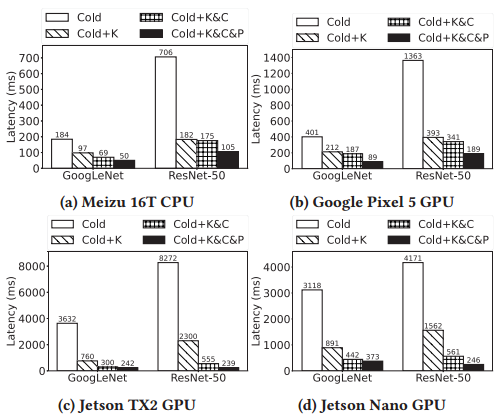 Cold Cold+K&C
Cold+K Cold+K&C&P
Latency (ms)
700
600
500
400
300
200
100
0
184 97 69 50 706 182 175 105
GoogLeNet ResNet-50
(a) Meizu 16T CPU
Cold Cold+K&C
Cold+K Cold+K&C&P
Latency (ms)
1400
1200
1000
800
600
400
200
0
401 212 187 89 1363 393 341 189
GoogLeNet ResNet-50
(b) Google Pixel 5 GPU
Cold Cold+K&C
Cold+K Cold+K&C&P
Latency (ms)
8000
6000
4000
2000
0
3632 760 300 242 8272 2300 555 239
GoogLeNet ResNet-50
(c) Jetson TX2 GPU
Cold Cold+K&C
Cold+K Cold+K&C&P
Latency (ms)
4000
3000
2000
1000
0
3118 891 442 373 4171 1562 561 246
GoogLeNet ResNet-50
(d) Jetson Nano GPU